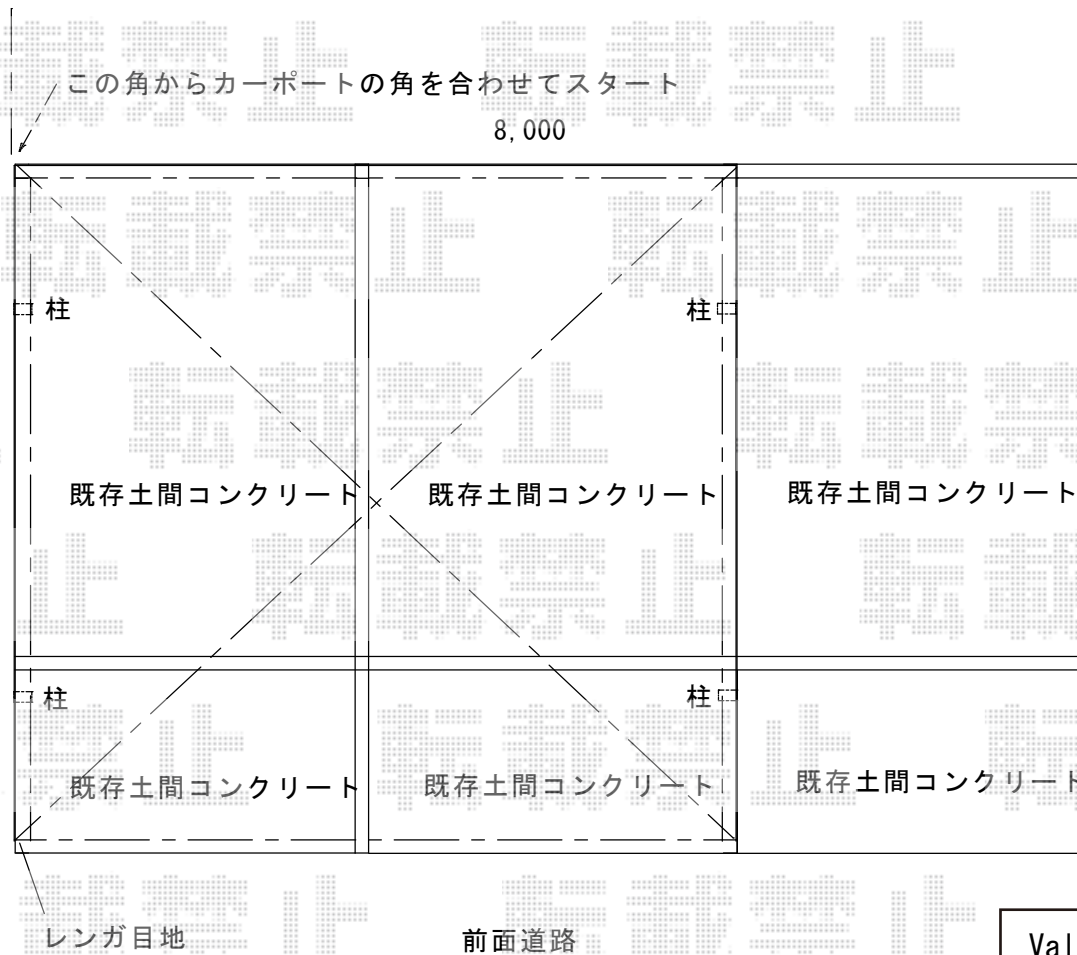 この角からカーポートの角を合わせてスタート
8,000
柱
柱
既存土間コンクリート
既存土間コンクリート
既存土間コンクリート
柱
柱
既存土間コンクリート
既存土間コンクリート
既存土間コンクリート
レンガ目地
前面道路
Val
転載禁止